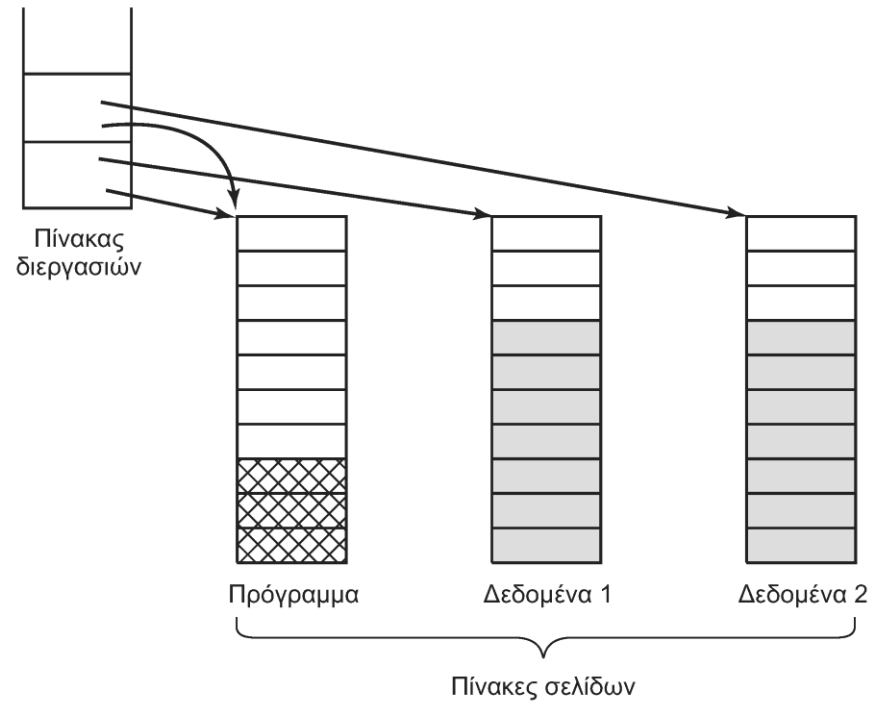 Πίνακας
διεργασιών
Πρόγραμμα
Δεδομένα 1
Δεδομένα 2
Πίνακες σελίδων